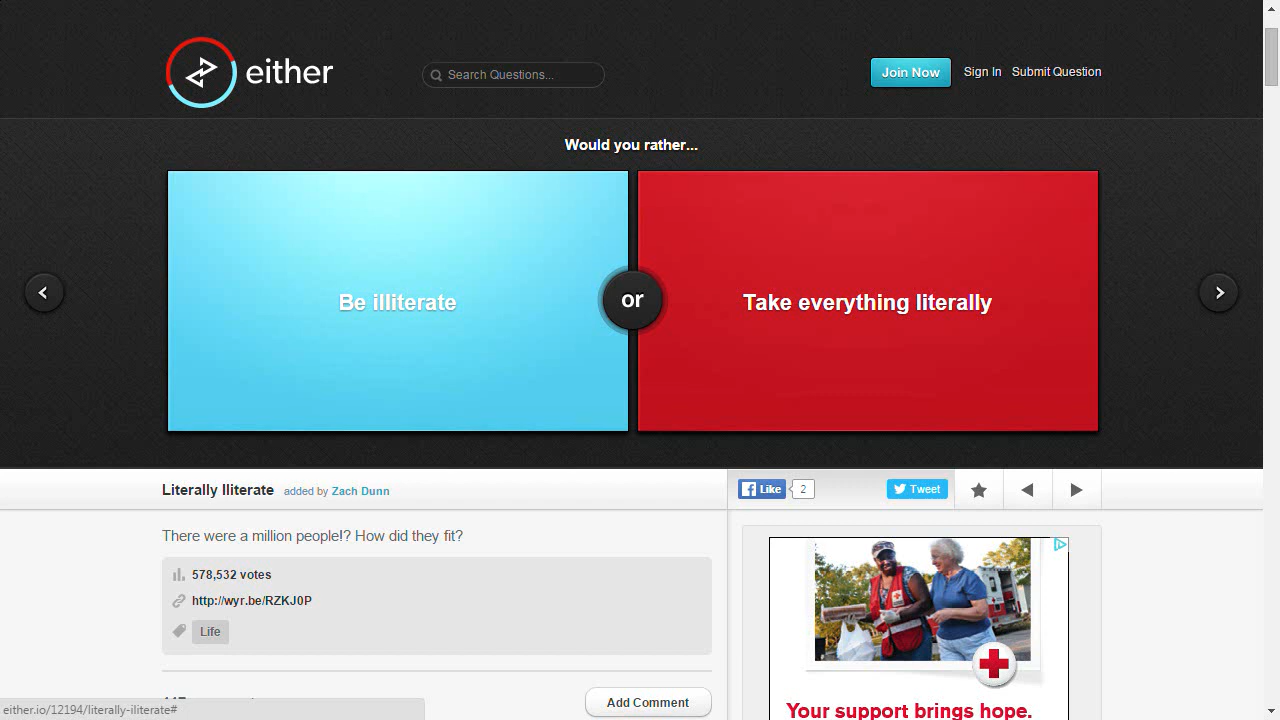 either
Search Questions...
Join Now
Sign In
Submit Question
Would you rather...
Be illiterate
or
Take everything literally
Literally Iliterate
added by Zach Dunn
Like
2
Tweet
There were a million people!? How did they fit?
578,532 votes
http://wyr.be/RZKJ0P
Life
Add Comment
Your support brings hope.
either.io/12194/literally-iliterate#